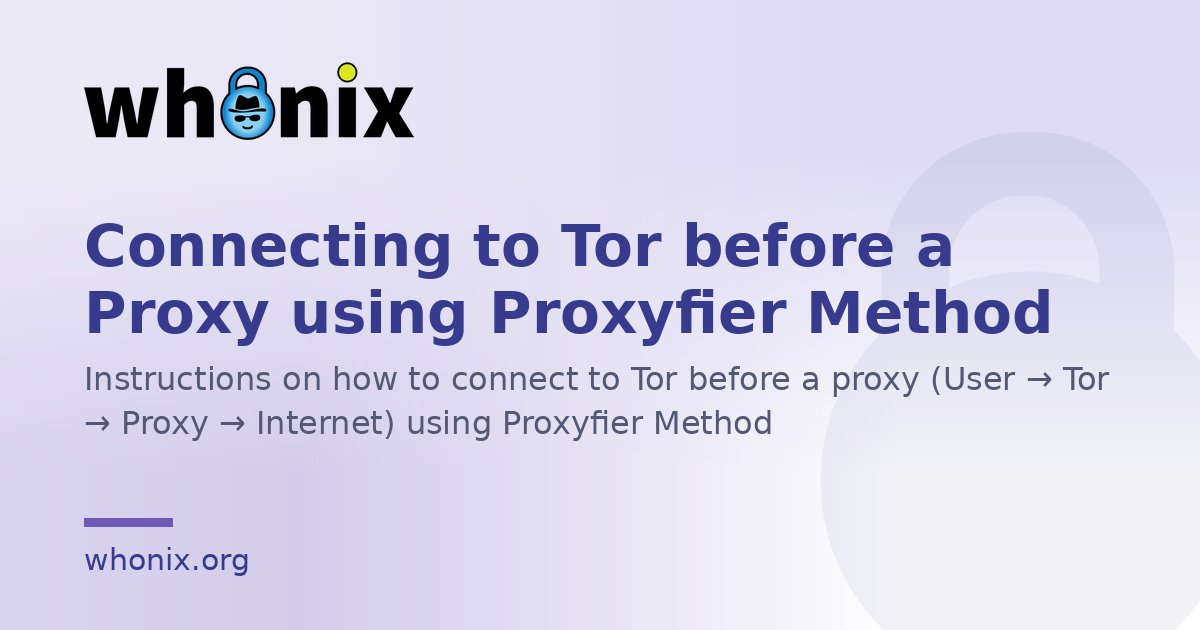 whonix
Connecting to Tor before a
Proxy using Proxyfier Method
Instructions on how to connect to Tor before a proxy (User → Tor
→ Proxy → Internet) using Proxyfier Method
whonix.org